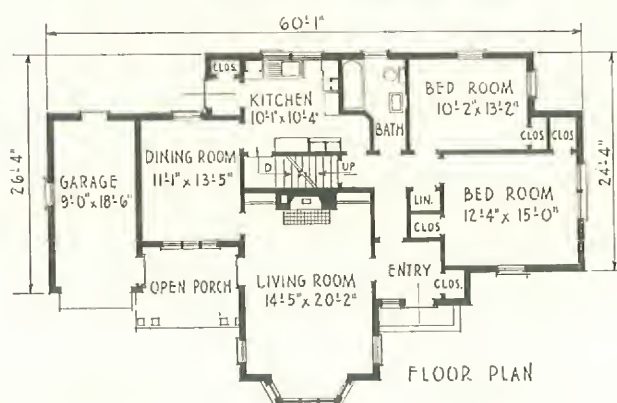 60'-1"
CLOS.
KITCHEN
10'-1" x 10'-4"
BATH
BED ROOM
10'-2" x 13'-2"
CLOS
CLOS
26'-4"
24'-4"
GARAGE
9'-0" x 18'-6"
DINING ROOM
11'-1" x 13'-5"
D
UP
LIN.
CLOS
BED ROOM
12'-4" x 15'-0"
OPEN PORCH
LIVING ROOM
14'-5" x 20'-2"
ENTRY
CLOS.
FLOOR PLAN